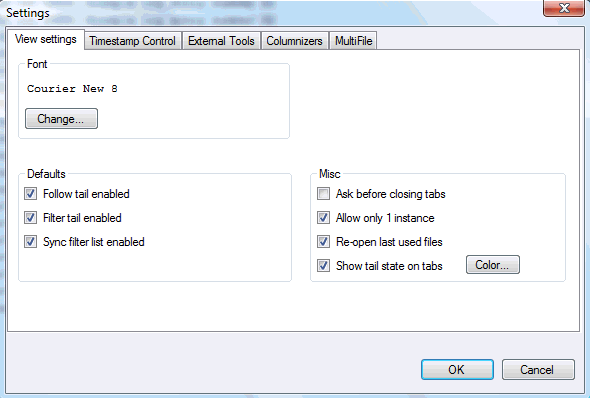 Settings
View settings Timestamp Control External Tools Columnizers MultiFile
Font
Courier New 8
Change...
Defaults
Follow tail enabled
Filter tail enabled
Sync filter list enabled
Misc
Ask before closing tabs
Allow only 1 instance
Re-open last used files
Show tail state on tabs Color...
OK Cancel